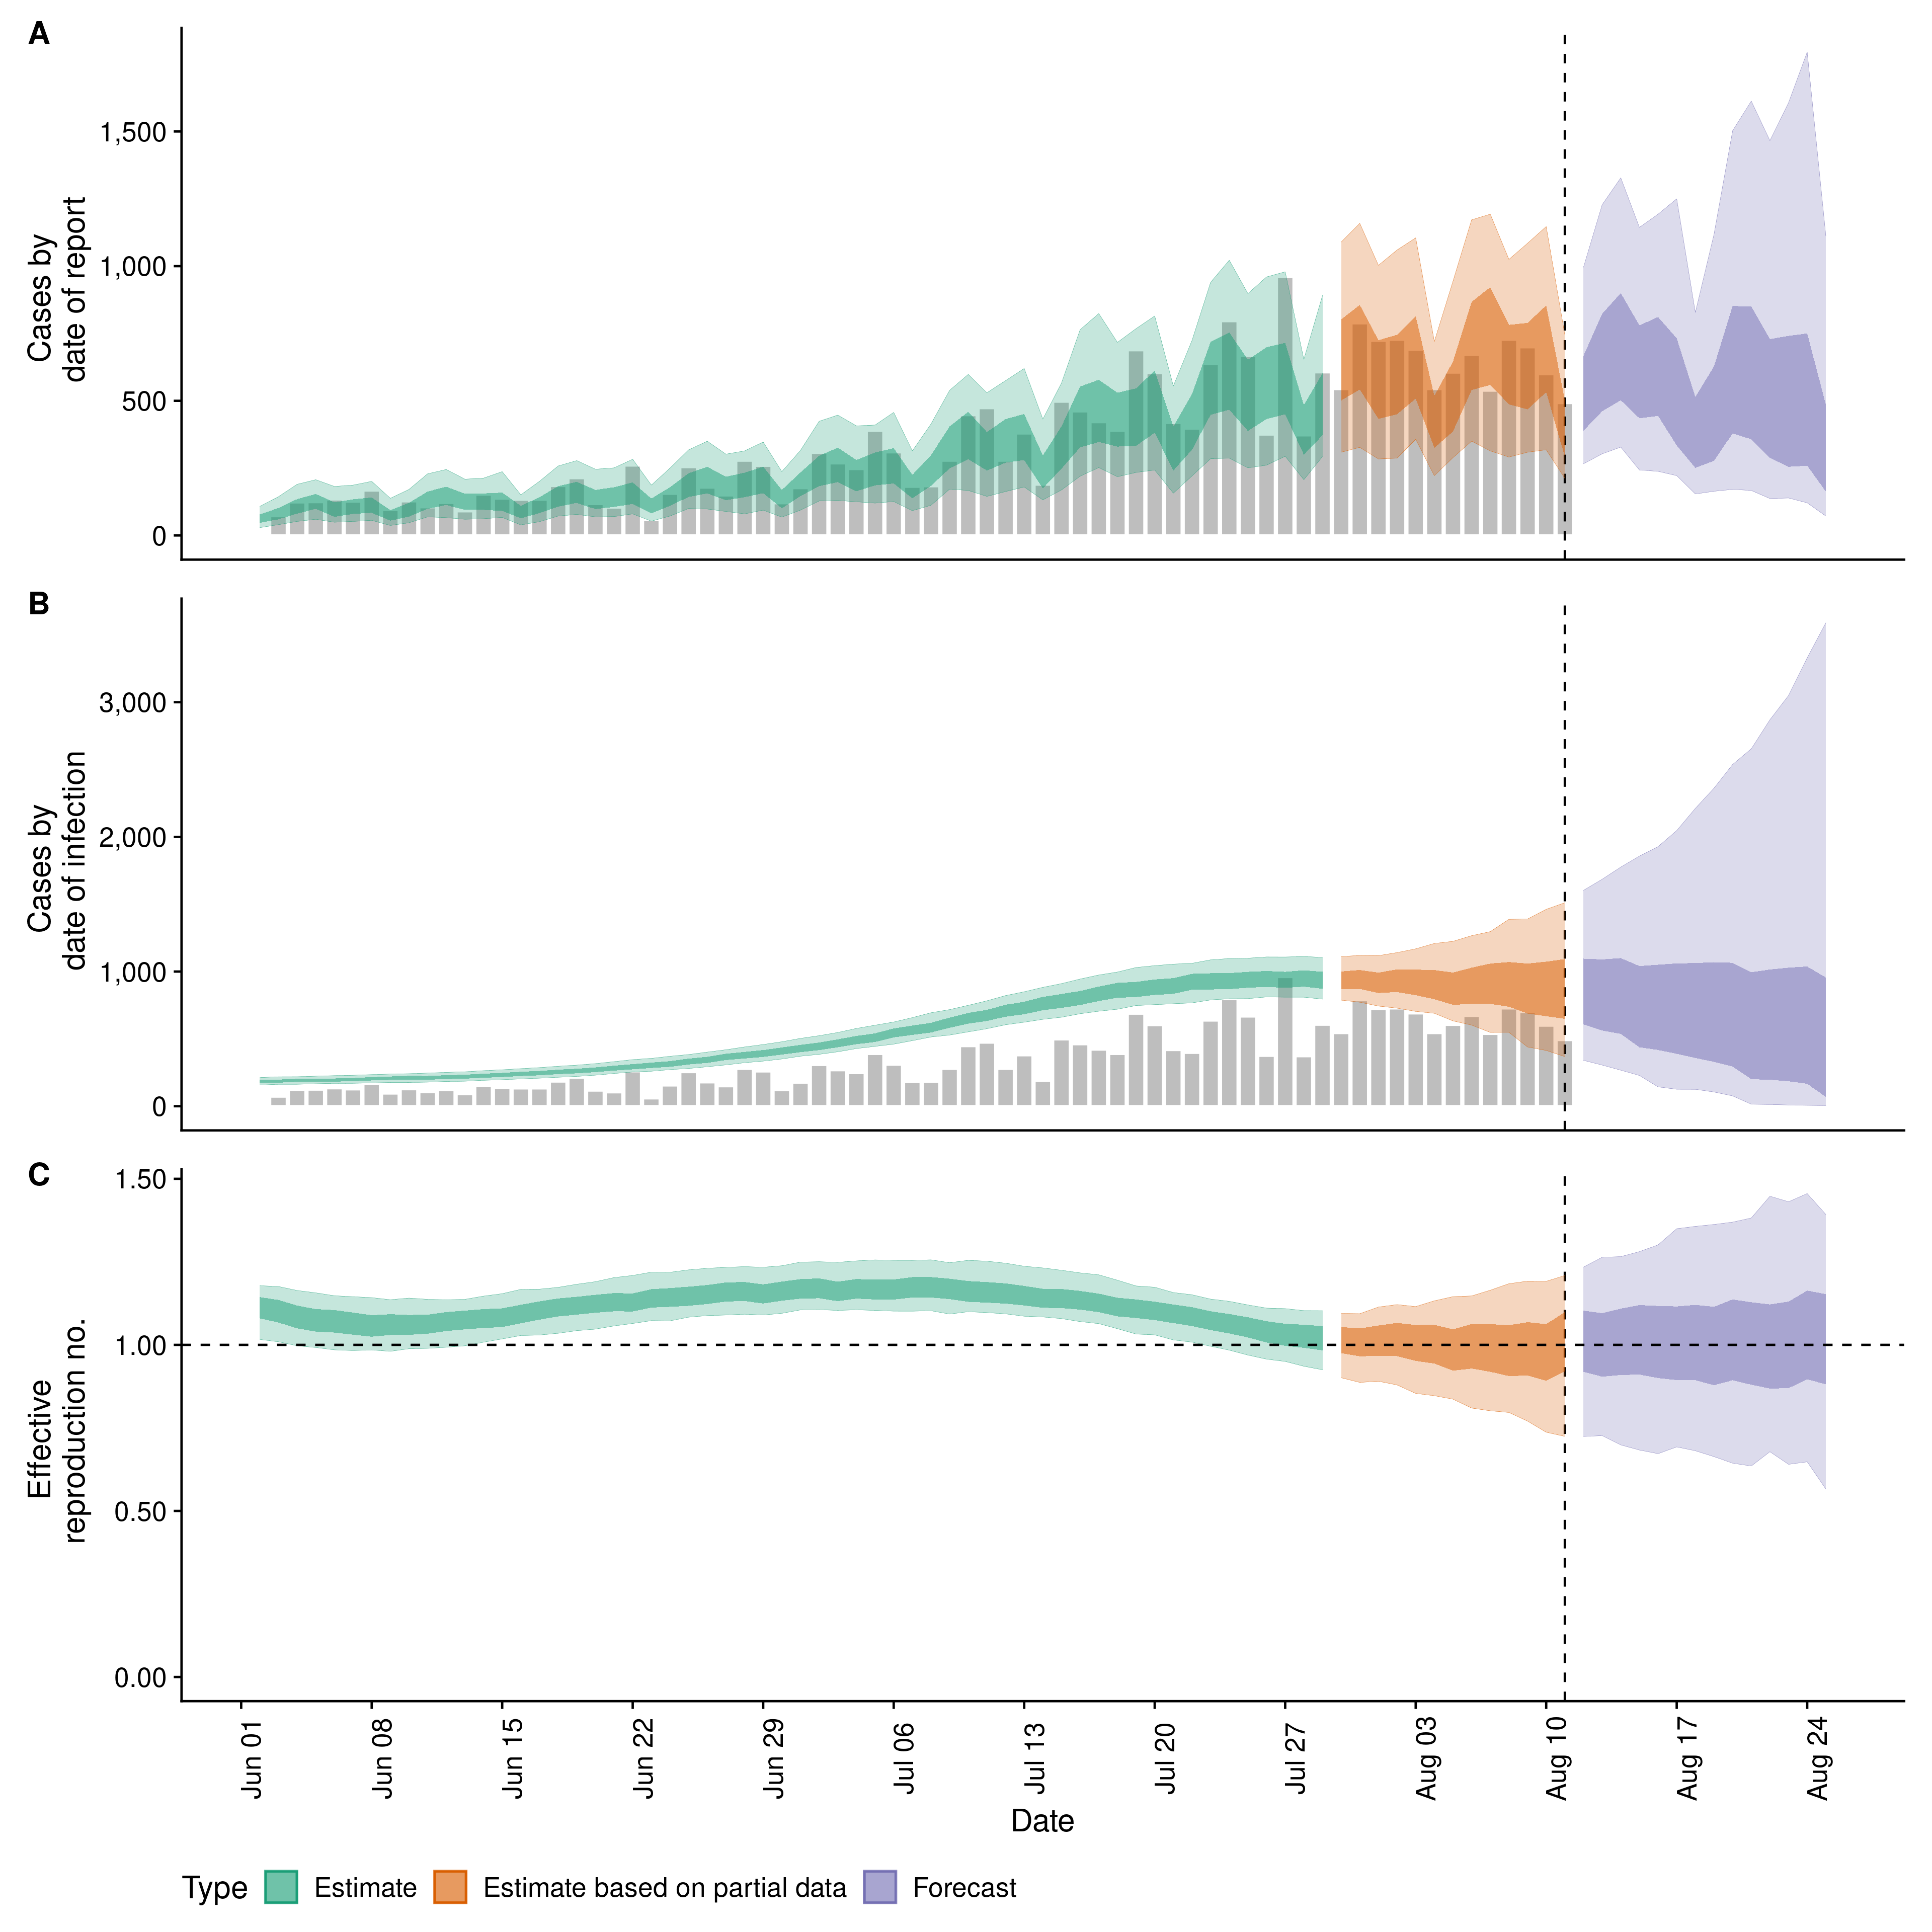 A
Cases by
date of report
1,500
1,000
500
0
B
Cases by
date of infection
3,000
2,000
1,000
0
C
Effective
reproduction no.
1.50
1.00
0.50
0.00
Jun 01
Jun 08
Jun 15
Jun 22
Jun 29
Jul 06
Jul 13
Jul 20
Jul 27
Aug 03
Aug 10
Aug 17
Aug 24
Date
Type
Estimate
Estimate based on partial data
Forecast